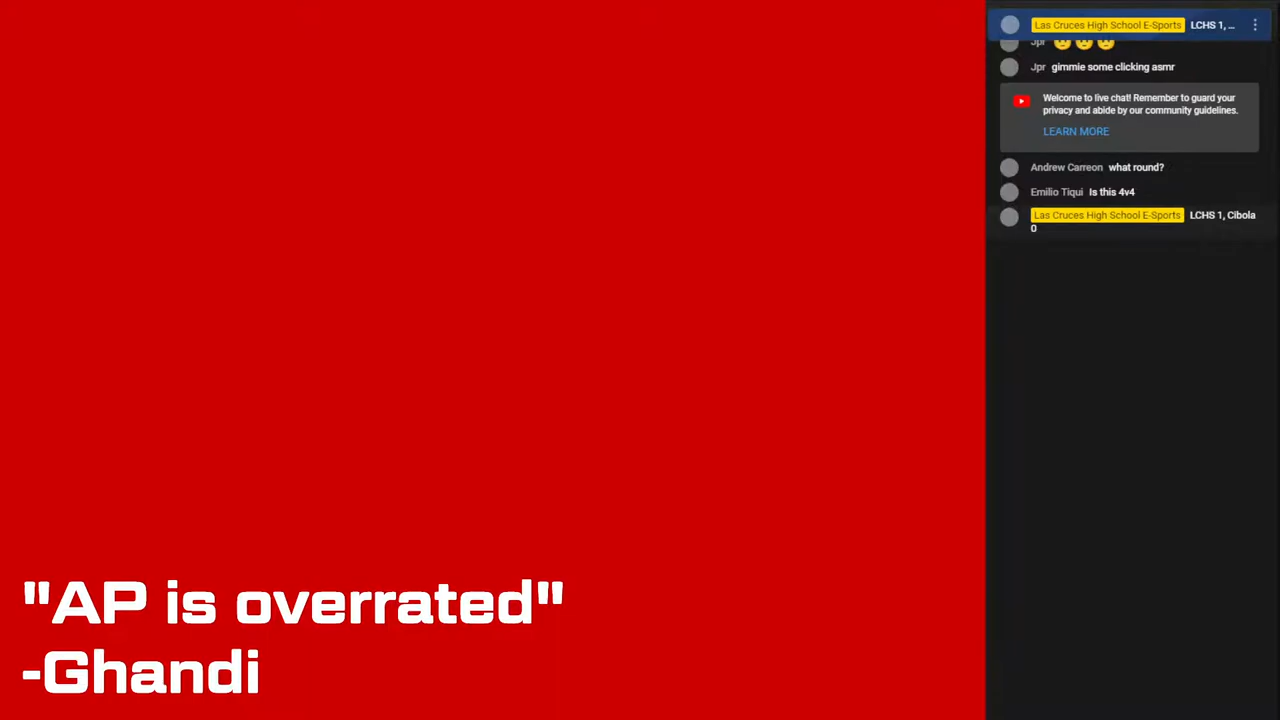 Las Cruces High School E-Sports LCHS 1, ...
Jpr
Jpr gimmie some clicking asmr
Welcome to live chat! Remember to guard your
privacy and abide by our community guidelines.
LEARN MORE
Andrew Carreon what round?
Emilio Tiqui Is this 4v4
Las Cruces High School E-Sports LCHS 1, Cibola
0
"AP is overrated"
-Ghandi